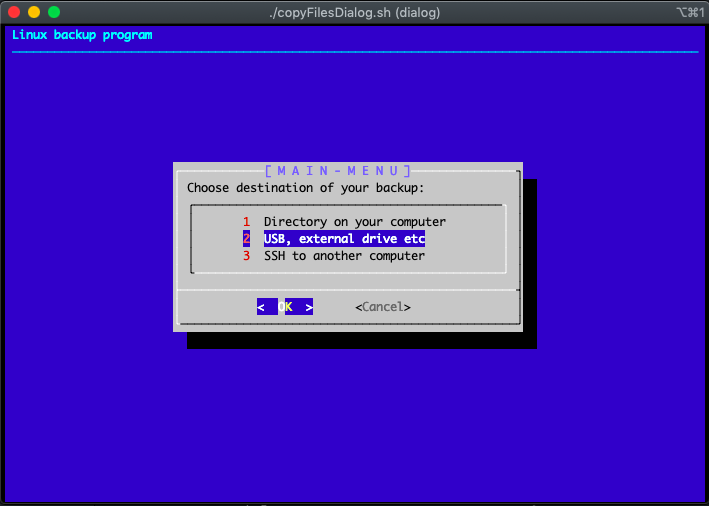 ./copyFilesDialog.sh (dialog)
⌥⌘1
Linux backup program
[ M A I N - M E N U ]
Choose destination of your backup:
1 Directory on your computer
2 USB, external drive etc
3 SSH to another computer
< OK > <Cancel>